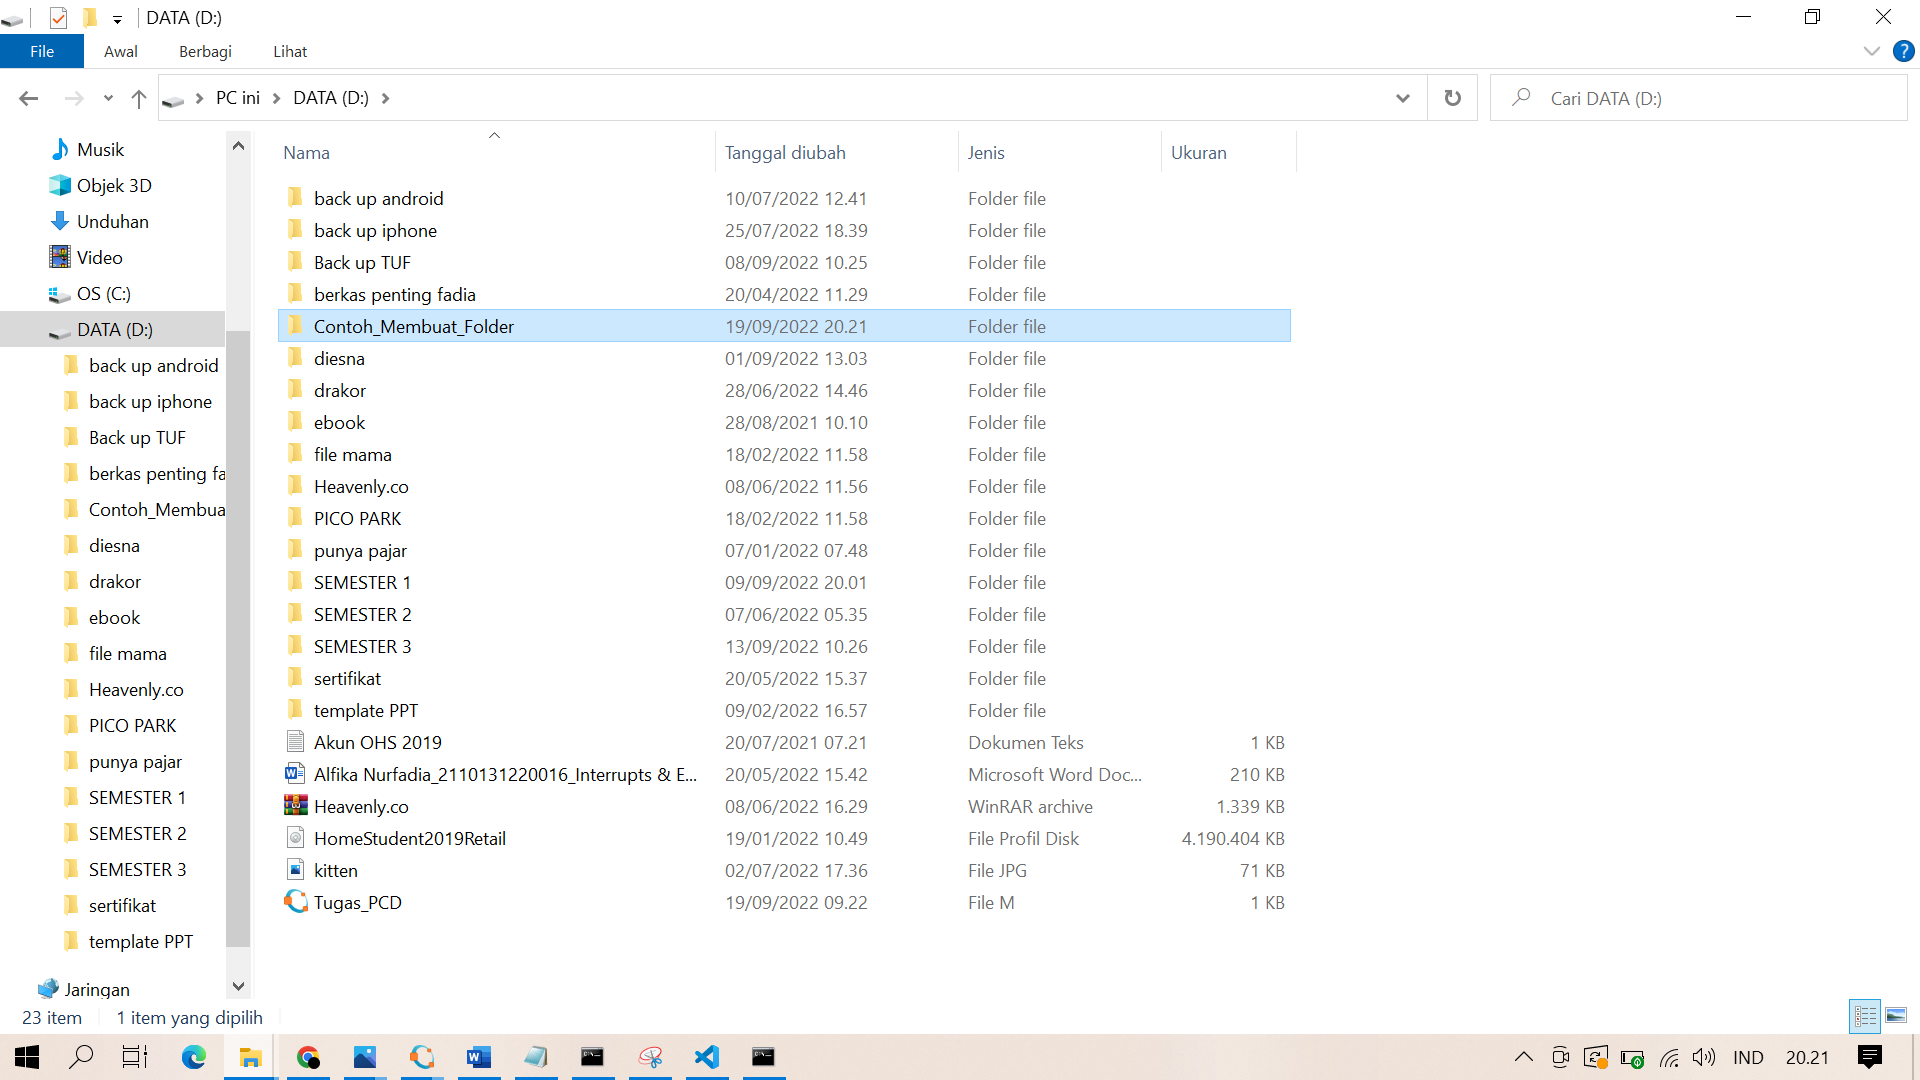 DATA (D:)
File Awal Berbagi Lihat
PC ini DATA (D:) Cari DATA (D:)
Nama Tanggal diubah Jenis Ukuran
Musik
Objek 3D
Unduhan
Video
OS (C:)
DATA (D:)
back up android
back up iphone
Back up TUF
berkas penting fa
Contoh_Membua
diesna
drakor
ebook
file mama
Heavenly.co
PICO PARK
punya pajar
SEMESTER 1
SEMESTER 2
SEMESTER 3
sertifikat
template PPT
Jaringan
back up android 10/07/2022 12.41 Folder file
back up iphone 25/07/2022 18.39 Folder file
Back up TUF 08/09/2022 10.25 Folder file
berkas penting fadia 20/04/2022 11.29 Folder file
Contoh_Membuat_Folder 19/09/2022 20.21 Folder file
diesna 01/09/2022 13.03 Folder file
drakor 28/06/2022 14.46 Folder file
ebook 28/08/2021 10.10 Folder file
file mama 18/02/2022 11.58 Folder file
Heavenly.co 08/06/2022 11.56 Folder file
PICO PARK 18/02/2022 11.58 Folder file
punya pajar 07/01/2022 07.48 Folder file
SEMESTER 1 09/09/2022 20.01 Folder file
SEMESTER 2 07/06/2022 05.35 Folder file
SEMESTER 3 13/09/2022 10.26 Folder file
sertifikat 20/05/2022 15.37 Folder file
template PPT 09/02/2022 16.57 Folder file
Akun OHS 2019 20/07/2021 07.21 Dokumen Teks 1 KB
Alfika Nurfadia_2110131220016_Interrupts & E... 20/05/2022 15.42 Microsoft Word Doc... 210 KB
Heavenly.co 08/06/2022 16.29 WinRAR archive 1.339 KB
HomeStudent2019Retail 19/01/2022 10.49 File Profil Disk 4.190.404 KB
kitten 02/07/2022 17.36 File JPG 71 KB
Tugas_PCD 19/09/2022 09.22 File M 1 KB
23 item 1 item yang dipilih
IND 20.21